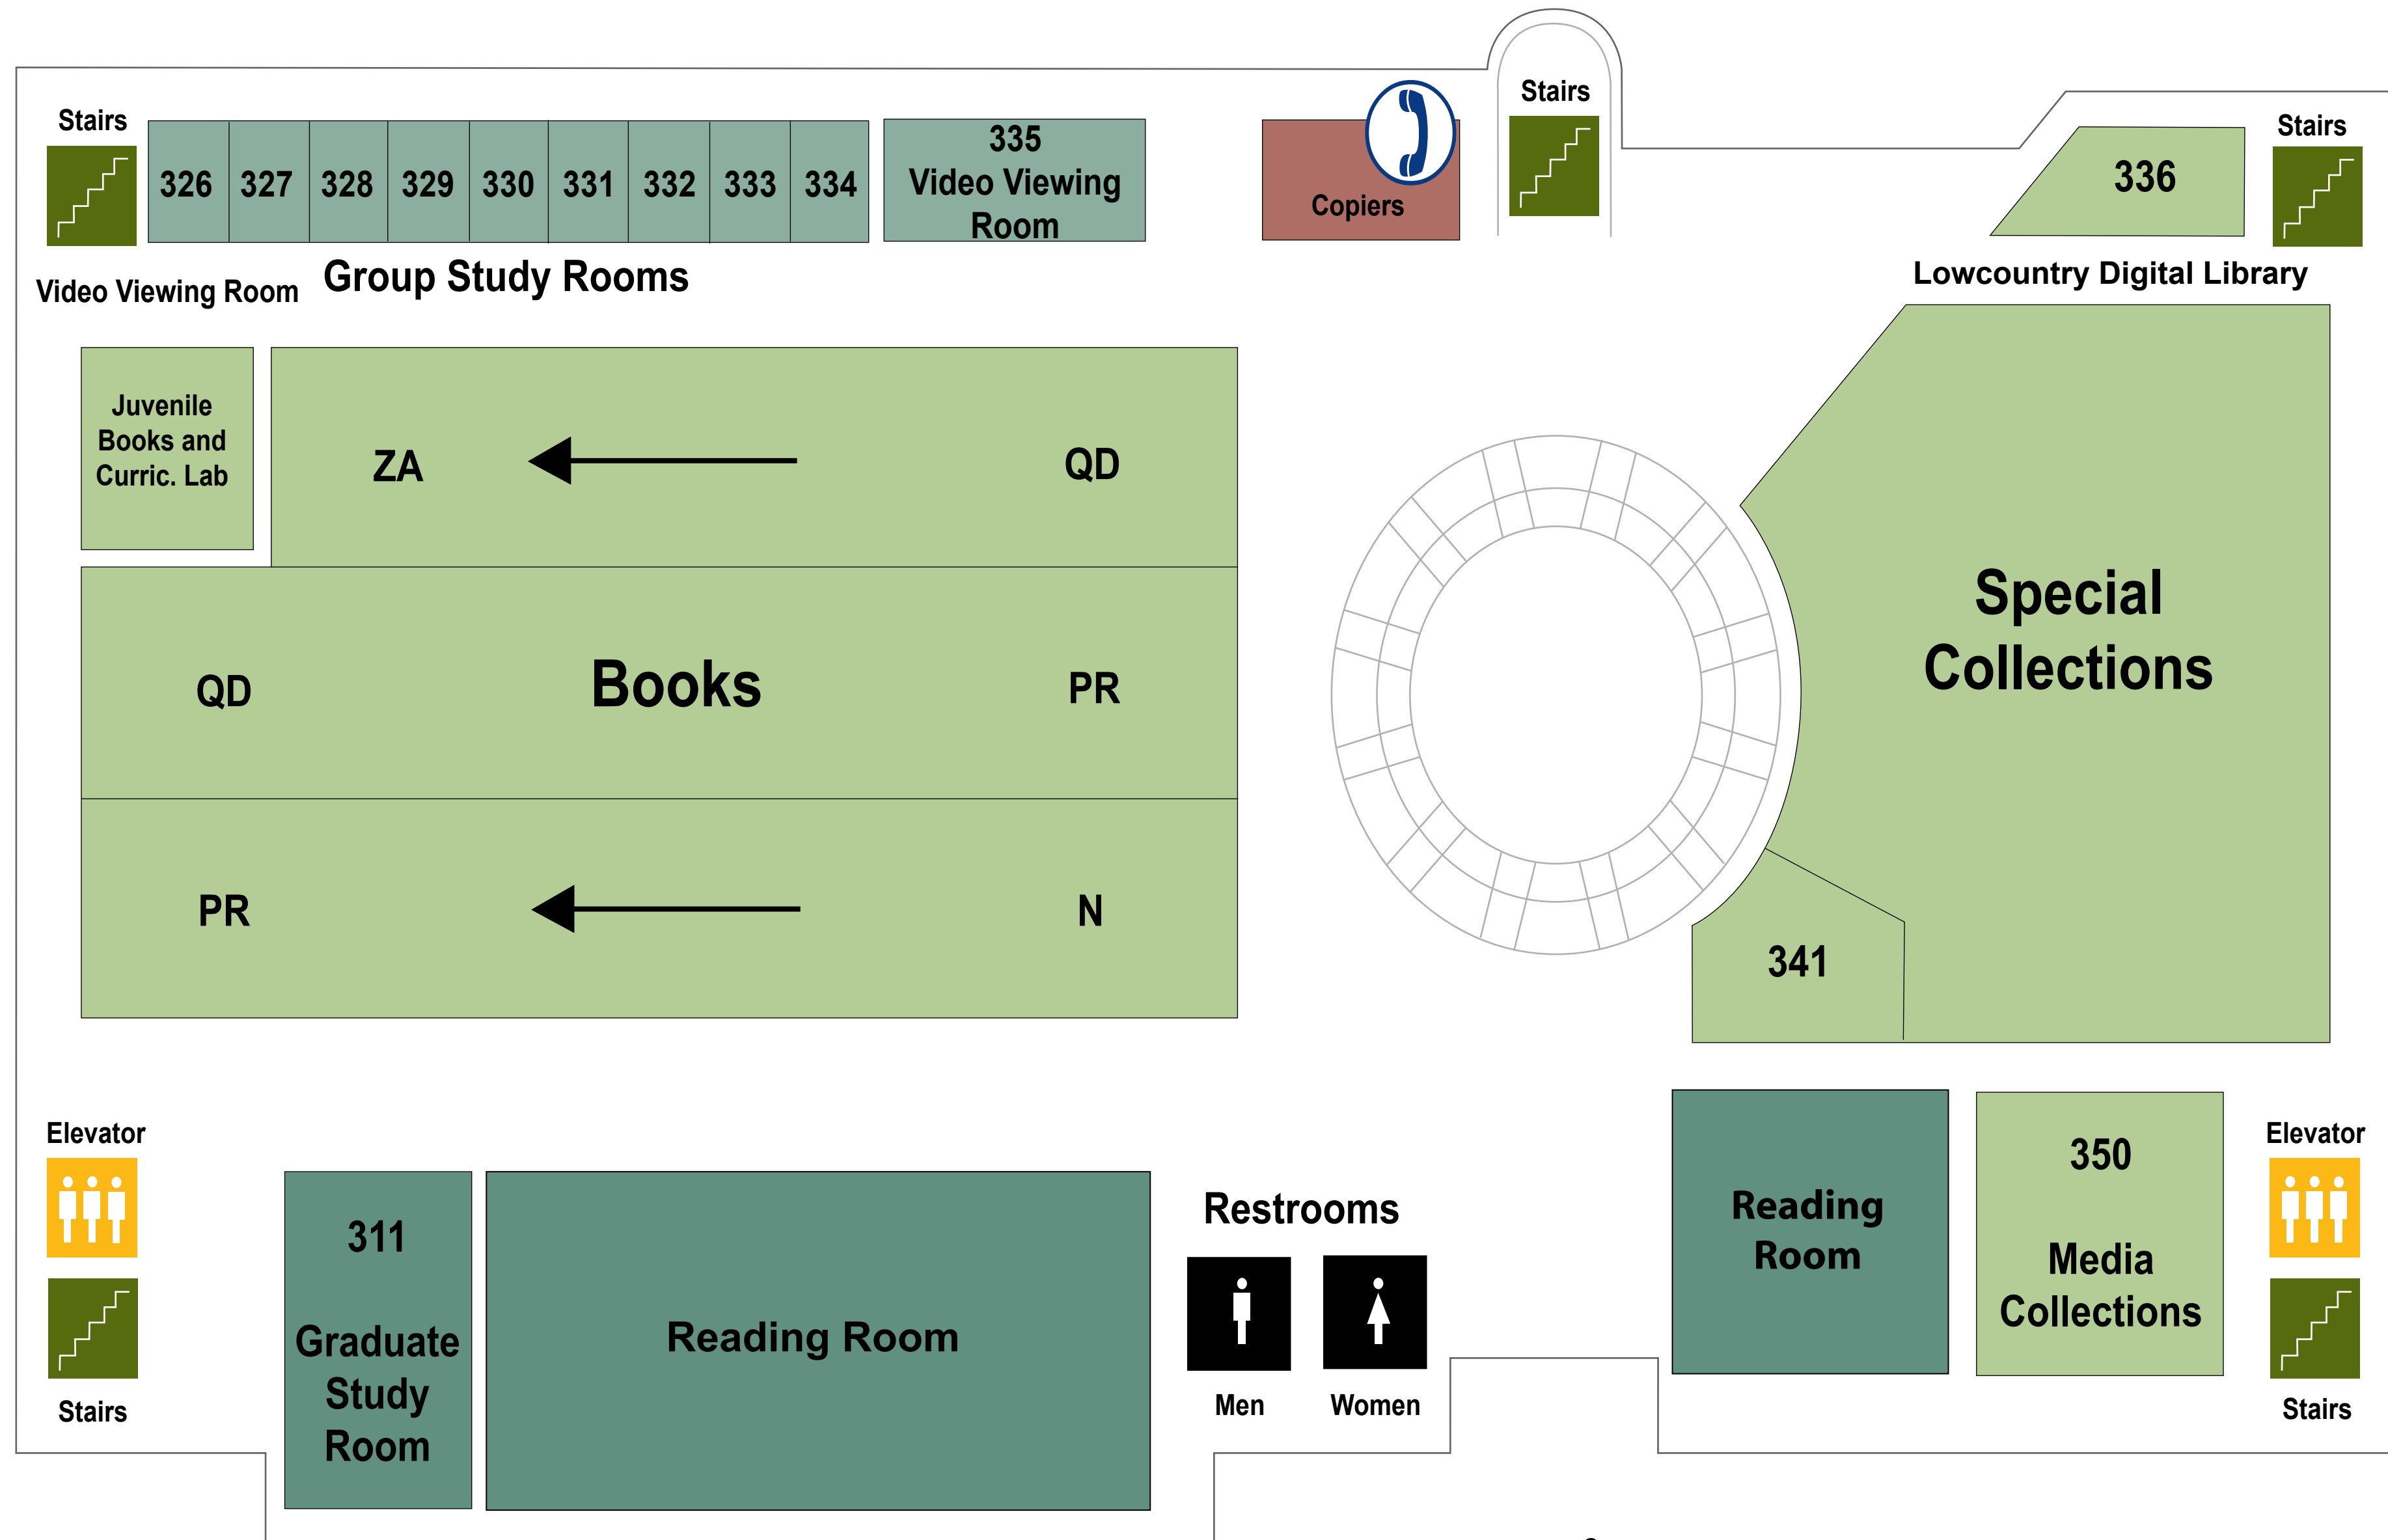 Stairs
326 327 328 329 330 331 332 333 334
335
Video Viewing
Room
Copiers
Stairs
336
Stairs
Video Viewing Room
Group Study Rooms
Lowcountry Digital Library
Juvenile
Books and
Curric. Lab
ZA
QD
QD
Books
PR
PR
N
Special
Collections
341
Elevator
Stairs
311
Graduate
Study
Room
Reading Room
Restrooms
Men
Women
Reading
Room
350
Media
Collections
Elevator
Stairs